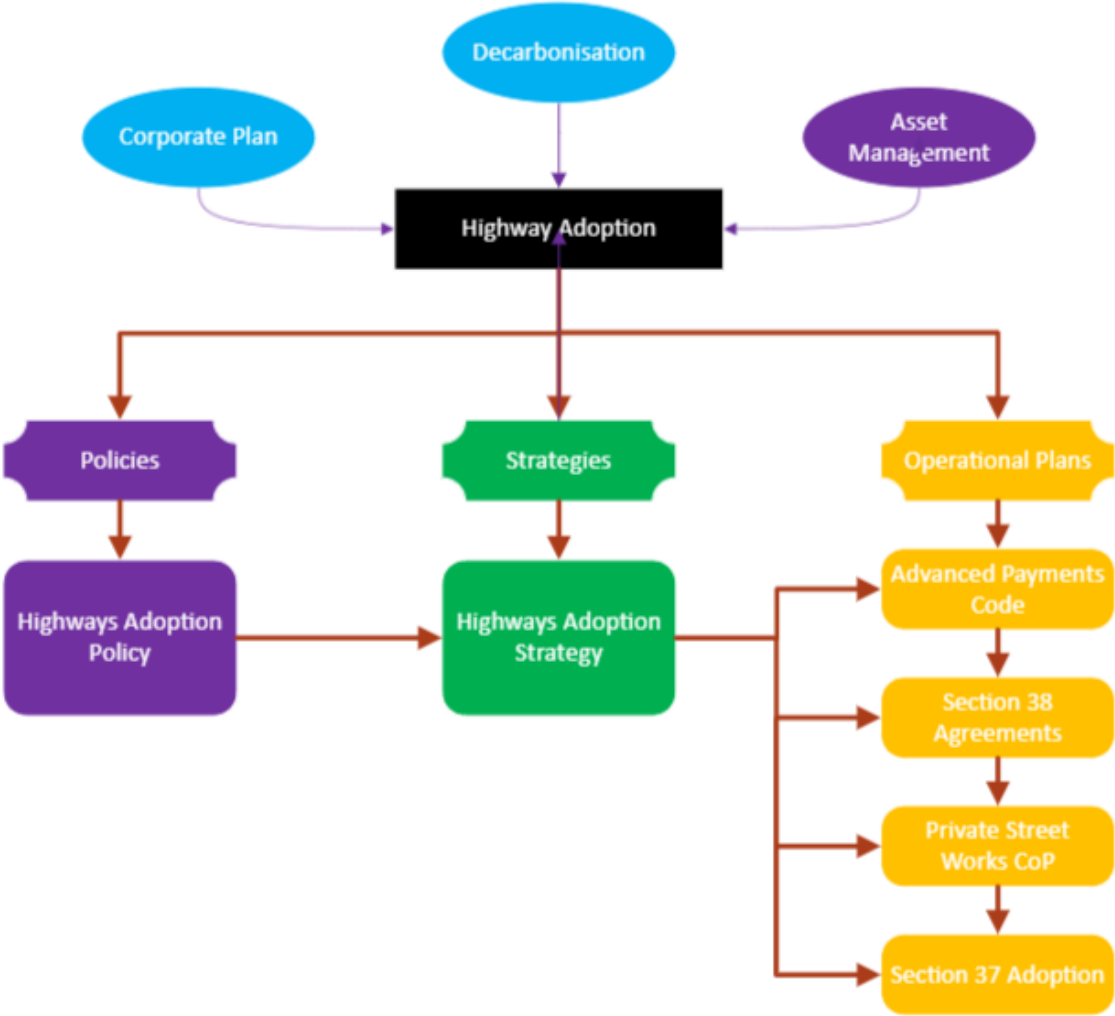 Decarbonisation
Corporate Plan
Asset
Management
Highway Adoption
Policies
Strategies
Operational Plans
Highways Adoption
Policy
Highways Adoption
Strategy
Advanced Payments
Code
Section 38
Agreements
Private Street
Works CoP
Section 37 Adoption